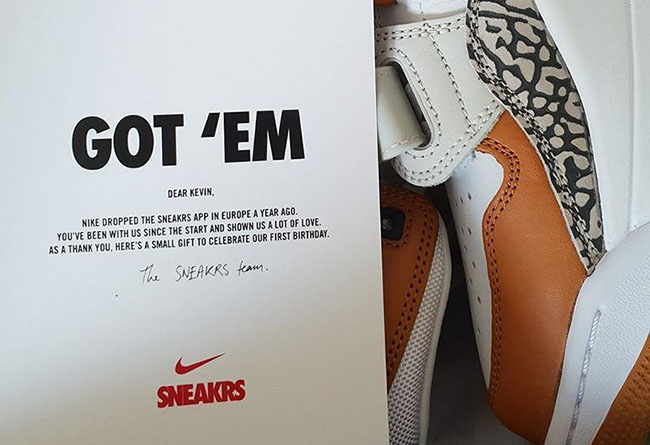 GOT 'EM
DEAR KEVIN,
NIKE DROPPED THE SNEAKRS APP IN EUROPE A YEAR AGO.
YOU'VE BEEN WITH US SINCE THE START AND SHOWN US A LOT OF LOVE.
AS A THANK YOU, HERE'S A SMALL GIFT TO CELEBRATE OUR FIRST BIRTHDAY.
The SNEAKRS team.
SNEAKRS